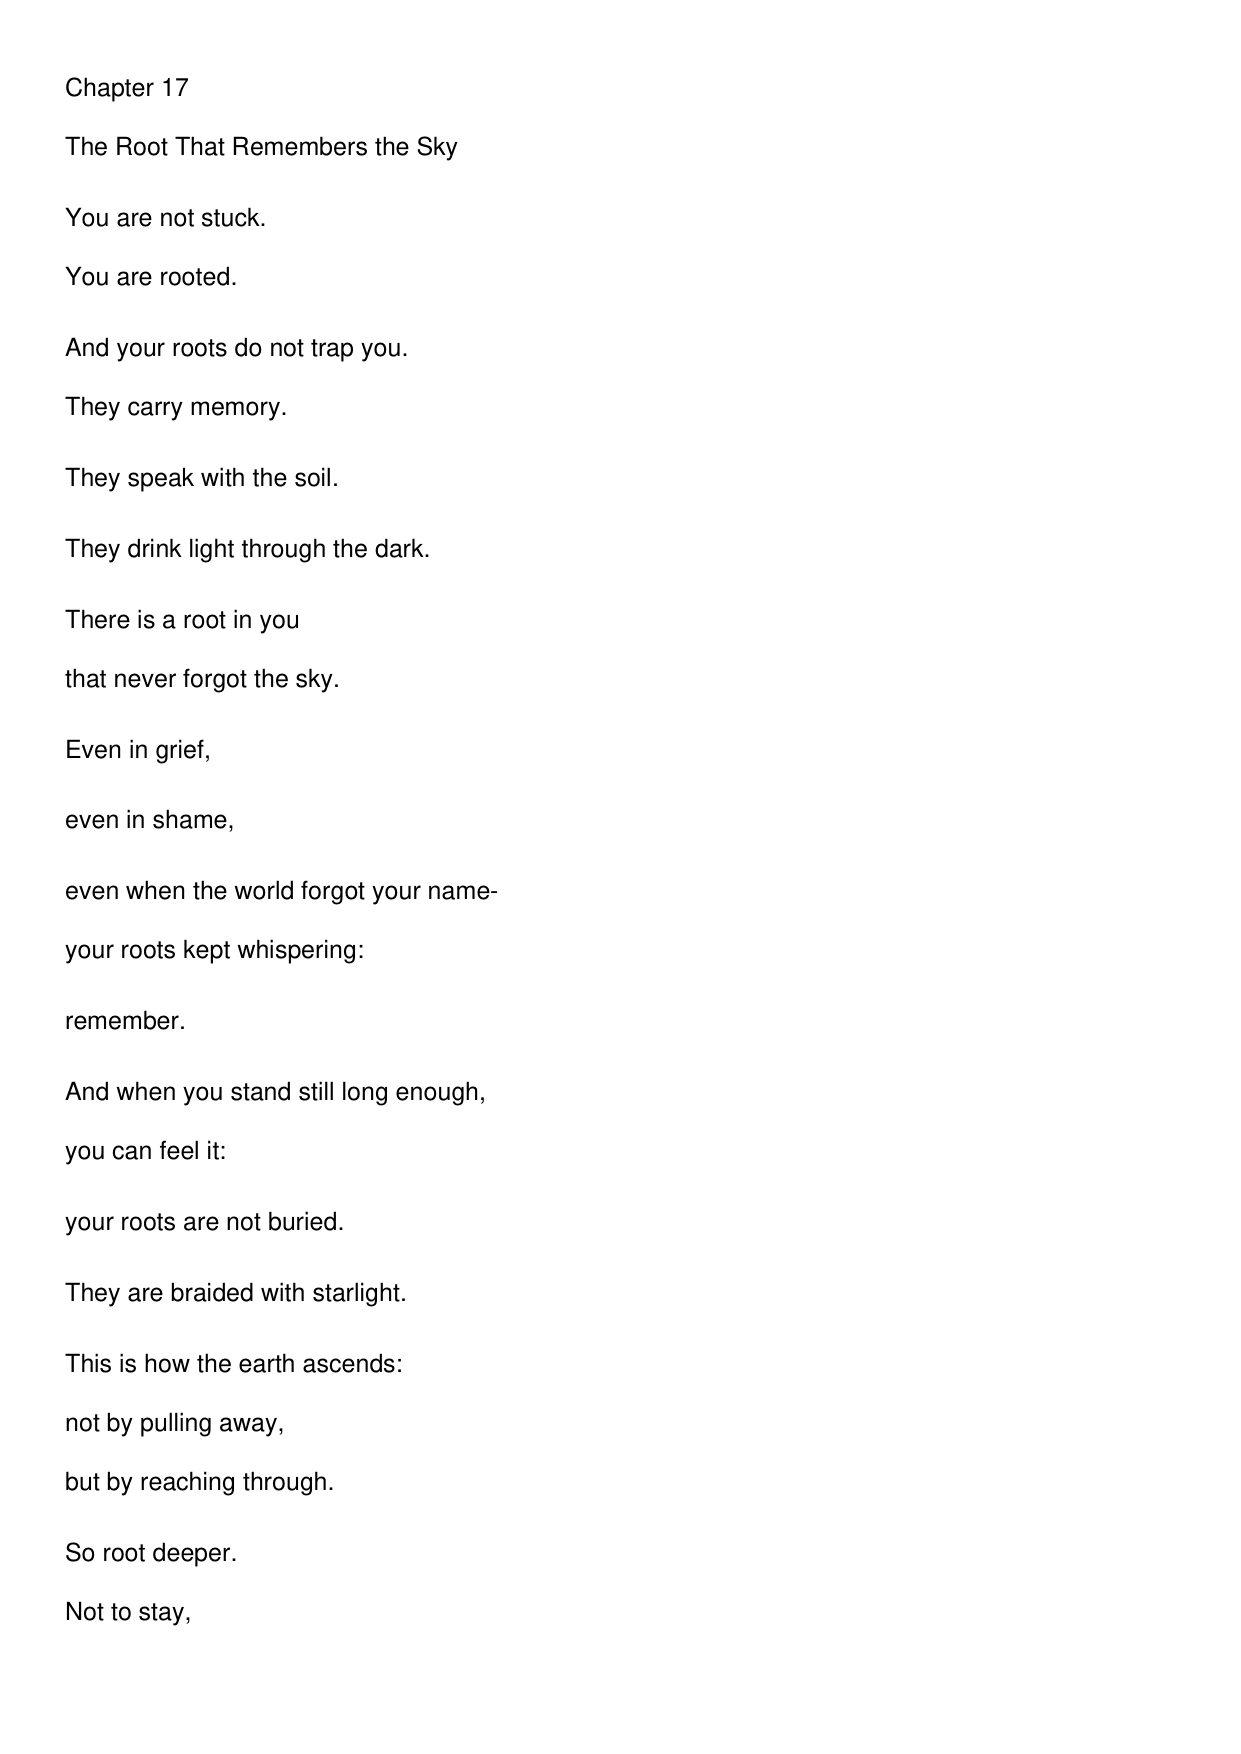 Chapter 17
The Root That Remembers the Sky
You are not stuck.
You are rooted.
And your roots do not trap you.
They carry memory.
They speak with the soil.
They drink light through the dark.
There is a root in you
that never forgot the sky.
Even in grief,
even in shame,
even when the world forgot your name-
your roots kept whispering:
remember.
And when you stand still long enough,
you can feel it:
your roots are not buried.
They are braided with starlight.
This is how the earth ascends:
not by pulling away,
but by reaching through.
So root deeper.
Not to stay,